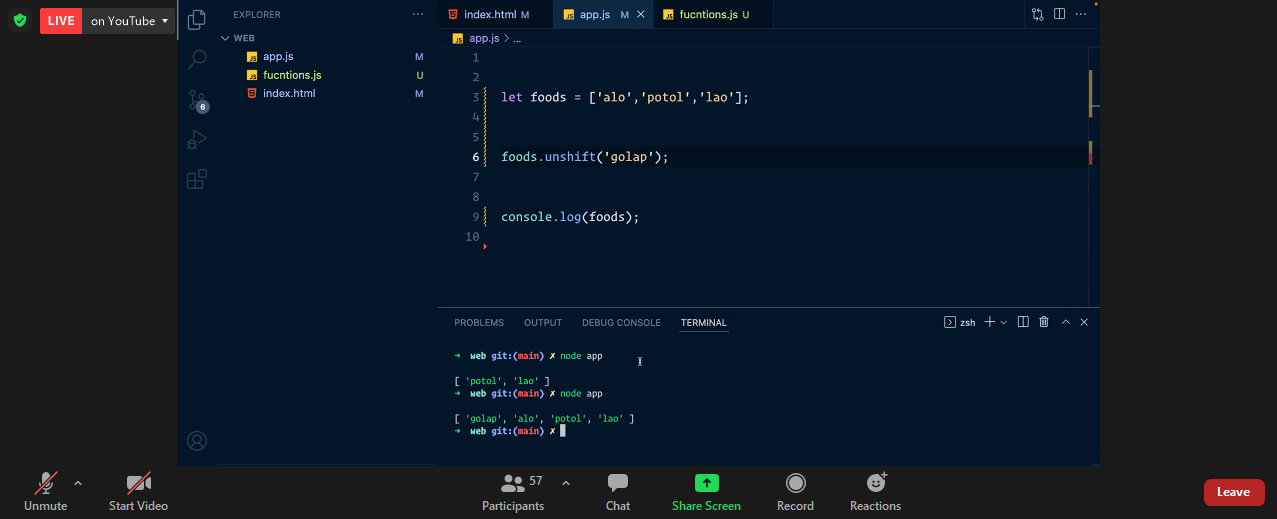 LIVE on YouTube
EXPLORER
WEB
app.js M
fucntions.js U
index.html M
6
index.html M app.js M fucntions.js U
app.js > ...
1
2
3 let foods = ['alo','potol','lao'];
4
5
6 foods.unshift('golap');
7
8
9 console.log(foods);
10
PROBLEMS OUTPUT DEBUG CONSOLE TERMINAL zsh
→ web git:(main) ✗ node app
[ 'potol', 'lao' ]
→ web git:(main) ✗ node app
[ 'golap', 'alo', 'potol', 'lao' ]
→ web git:(main) ✗
Unmute
Start Video
57
Participants
Chat
Share Screen
Record
Reactions
Leave